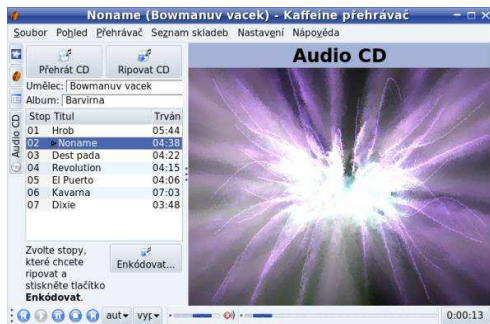 Noname (Bowmanuv vacek) - Kaffeine přehrávač
Soubor Pohled Přehrávač Seznam skladeb Nastavení Nápověda
Přehrát CD Ripovat CD
Audio CD
Umělec: Bowmanuv vacek
Album: Barvirna
Audio CD
Stop Titul Trván
01 Hrob 05:44
02 Noname 04:38
03 Dest pada 04:22
04 Revolution 04:15
05 El Puerto 04:06
06 Kavarna 07:03
07 Dixie 03:48
Zvolte stopy,
které chcete
ripovat a
stiskněte tlačítko
Enkódovat.
Enkódovat...
aut vyp 0:00:13